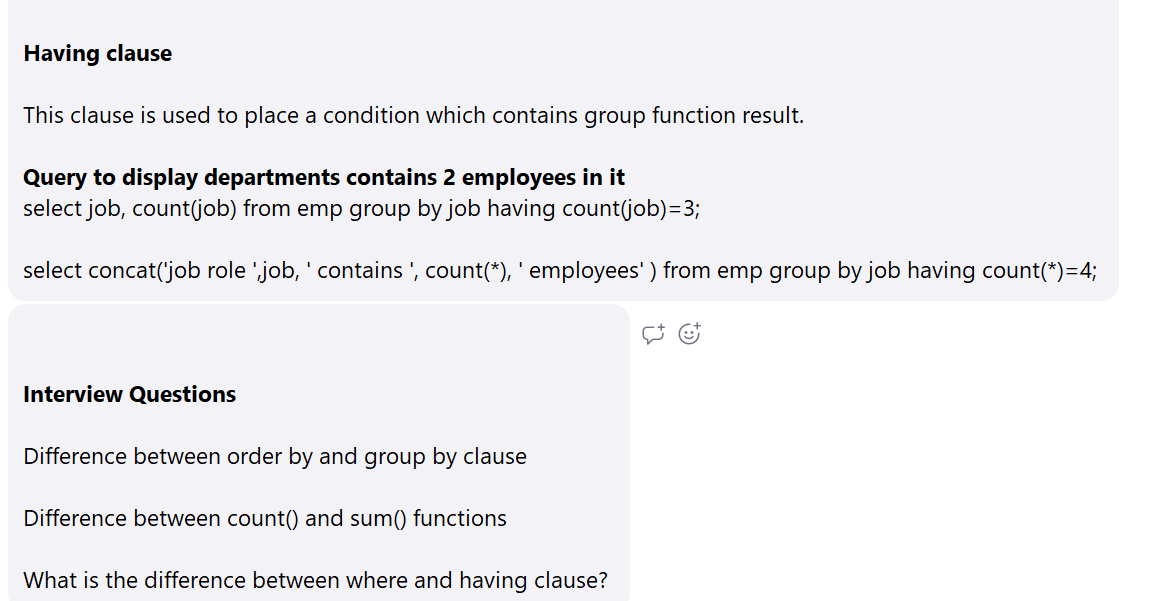 Having clause
This clause is used to place a condition which contains group function result.
Query to display departments contains 2 employees in it
select job, count(job) from emp group by job having count(job)=3;
select concat('job role ',job, ' contains ', count(*), ' employees' ) from emp group by job having count(*)=4;
Interview Questions
Difference between order by and group by clause
Difference between count() and sum() functions
What is the difference between where and having clause?